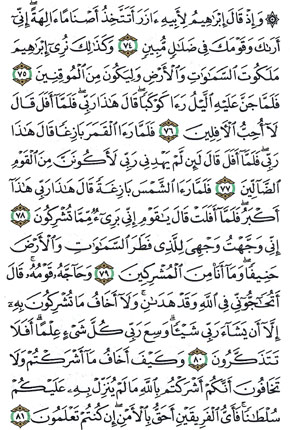 ۞ وَإِذْ قَالَ إِبْرَٰهِيمُ لِأَبِيهِ ءَازَرَ أَتَتَّخِذُ أَصْنَامًا ءَالِهَةً إِنِّىٓ
أَرَىٰكَ وَقَوْمَكَ فِى ضَلَٰلٍ مُّبِينٍ ٧٤ وَكَذَٰلِكَ نُرِىٓ إِبْرَٰهِيمَ
مَلَكُوتَ ٱلسَّمَٰوَٰتِ وَٱلْأَرْضِ وَلِيَكُونَ مِنَ ٱلْمُوقِنِينَ ٧٥
فَلَمَّا جَنَّ عَلَيْهِ ٱلَّيْلُ رَءَا كَوْكَبًا قَالَ هَٰذَا رَبِّى فَلَمَّآ أَفَلَ قَالَ
لَآ أُحِبُّ ٱلْءَافِلِينَ ٧٦ فَلَمَّا رَءَا ٱلْقَمَرَ بَازِغًا قَالَ هَٰذَا
رَبِّى فَلَمَّآ أَفَلَ قَالَ لَئِن لَّمْ يَهْدِنِى رَبِّى لَأَكُونَنَّ مِنَ ٱلْقَوْمِ
ٱلضَّآلِّينَ ٧٧ فَلَمَّا رَءَا ٱلشَّمْسَ بَازِغَةً قَالَ هَٰذَا رَبِّى هَٰذَآ
أَكْبَرُ فَلَمَّآ أَفَلَتْ قَالَ يَٰقَوْمِ إِنِّى بَرِىٓءٌ مِّمَّا تُشْرِكُونَ ٧٨
إِنِّى وَجَّهْتُ وَجْهِىَ لِلَّذِى فَطَرَ ٱلسَّمَٰوَٰتِ وَٱلْأَرْضَ
حَنِيفًا وَمَآ أَنَا۠ مِنَ ٱلْمُشْرِكِينَ ٧٩ وَحَآجَّهُۥ قَوْمُهُۥ قَالَ
أَتُحَٰٓجُّوٓنِّى فِى ٱللَّهِ وَقَدْ هَدَىٰنِ وَلَآ أَخَافُ مَا تُشْرِكُونَ بِهِۦٓ
إِلَّآ أَن يَشَآءَ رَبِّى شَيْـًٔا وَسِعَ رَبِّى كُلَّ شَىْءٍ عِلْمًا أَفَلَا
تَتَذَكَّرُونَ ٨٠ وَكَيْفَ أَخَافُ مَآ أَشْرَكْتُمْ وَلَا
تَخَافُونَ أَنَّكُمْ أَشْرَكْتُم بِٱللَّهِ مَا لَمْ يُنَزِّلْ بِهِۦ عَلَيْكُمْ
سُلْطَٰنًا فَأَىُّ ٱلْفَرِيقَيْنِ أَحَقُّ بِٱلْأَمْنِ إِن كُنتُمْ تَعْلَمُونَ ٨١